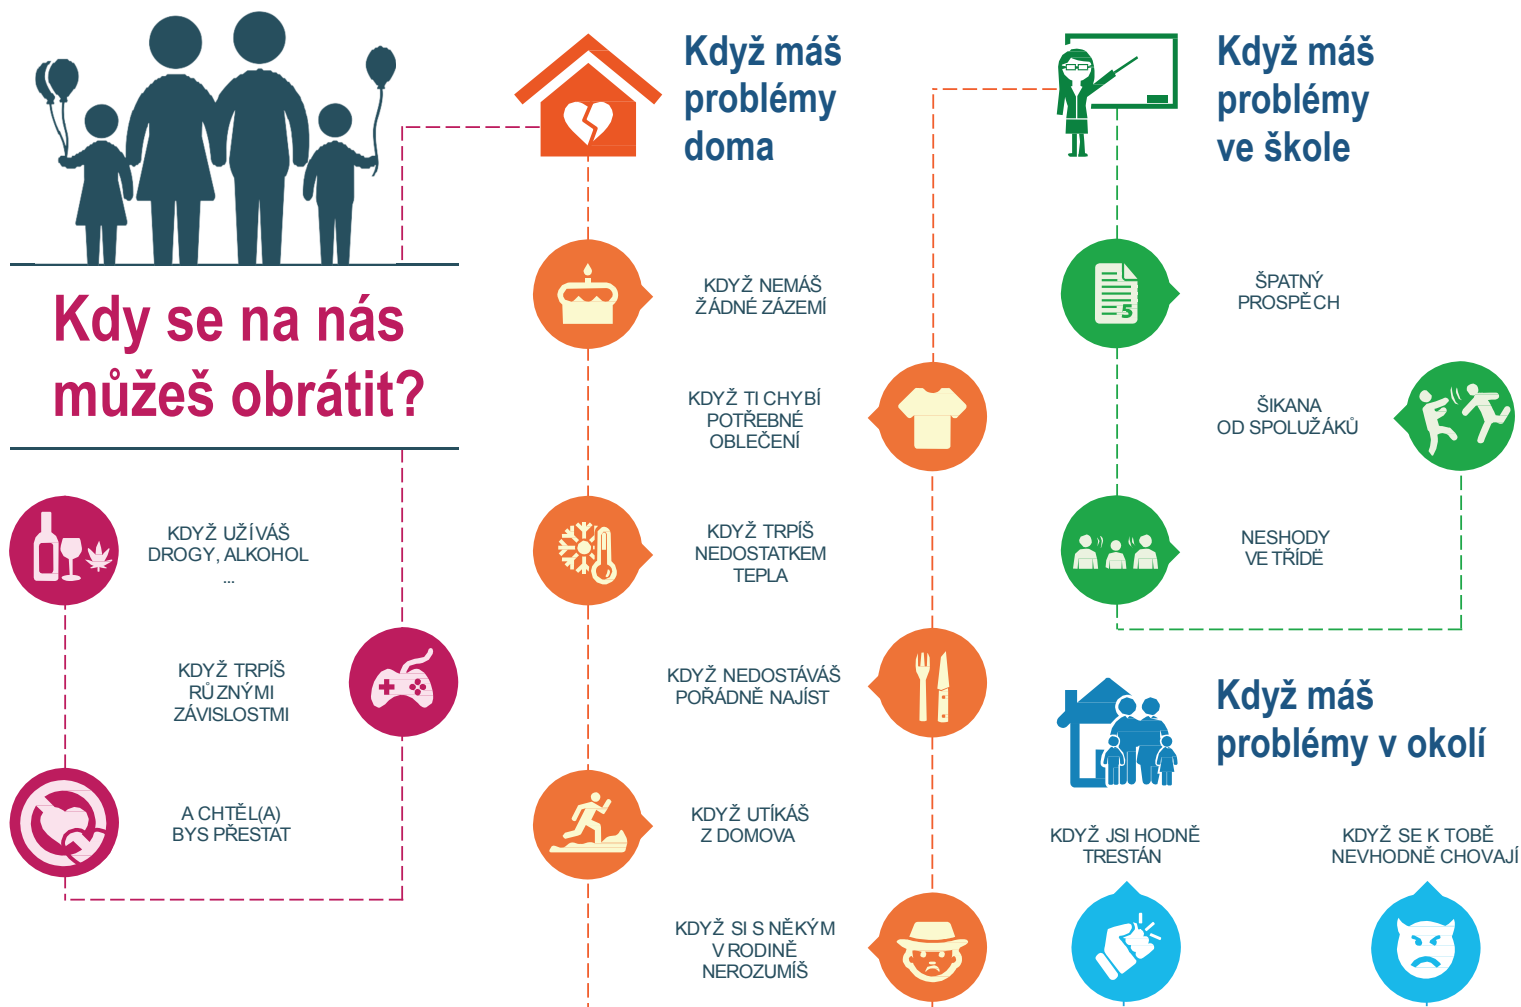 Kdy se na nás
můžeš obrátit?
KDYŽ UŽÍVÁŠ
DROGY, ALKOHOL
...
KDYŽ TRPÍŠ
RŮZNÝMI
ZÁVISLOSTMI
A CHTĚL(A)
BYS PŘESTAT
Když máš
problémy
doma
KDYŽ NEMÁŠ
ŽÁDNÉ ZÁZEMÍ
KDYŽ TI CHYBÍ
POTŘEBNÉ
OBLEČENÍ
KDYŽ TRPÍŠ
NEDOSTATKEM
TEPLA
KDYŽ NEDOSTÁVÁŠ
POŘÁDNĚ NAJÍST
KDYŽ UTÍKÁŠ
Z DOMOVA
KDYŽ SI S NĚKÝM
V RODINĚ
NEROZUMÍŠ
Když máš
problémy
ve škole
5
ŠPATNÝ
PROSPĚCH
ŠIKANA
OD SPOLUŽÁKŮ
NESHODY
VE TŘÍDĚ
Když máš
problémy v okolí
KDYŽ JSI HODNĚ
TRESTÁN
KDYŽ SE K TOBĚ
NEVHODNĚ CHOVAJÍ